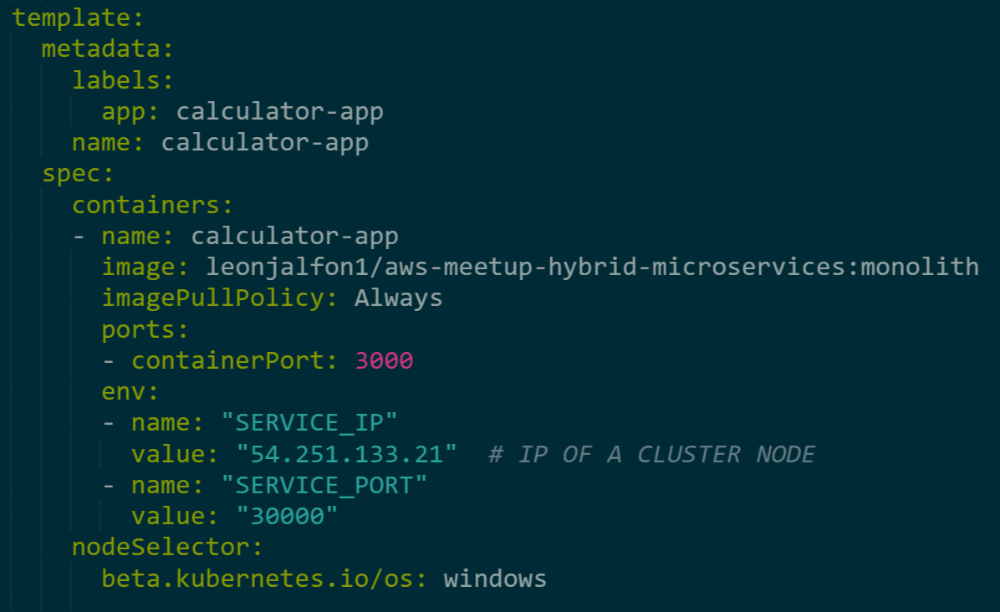 template:
  metadata:
    labels:
      app: calculator-app
    name: calculator-app
  spec:
    containers:
    - name: calculator-app
      image: leonjalfon1/aws-meetup-hybrid-microservices:monolith
      imagePullPolicy: Always
      ports:
      - containerPort: 3000
      env:
      - name: "SERVICE_IP"
        value: "54.251.133.21"  # IP OF A CLUSTER NODE
      - name: "SERVICE_PORT"
        value: "30000"
    nodeSelector:
      beta.kubernetes.io/os: windows